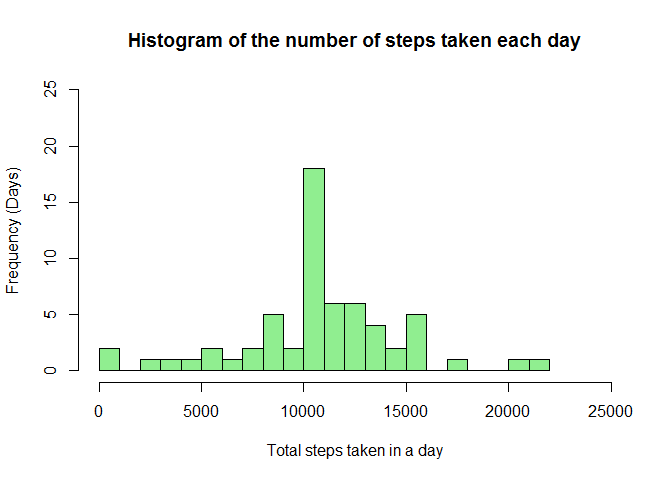 Histogram of the number of steps taken each day
25
20
15
10
5
0
Frequency (Days)
0 5000 10000 15000 20000 25000
Total steps taken in a day